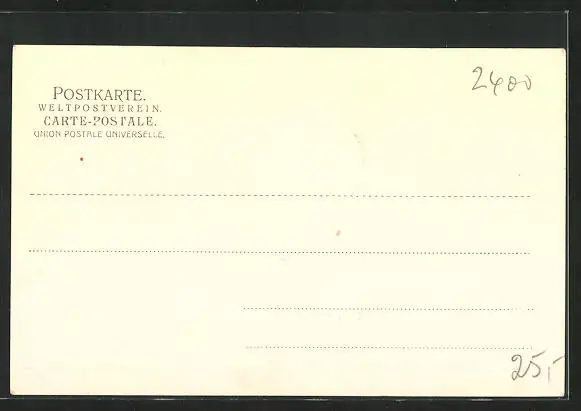 POSTKARTE.
WELTPOSTVEREIN.
CARTE-POSTALE.
UNION POSTALE UNIVERSELLE.
2400
25,-